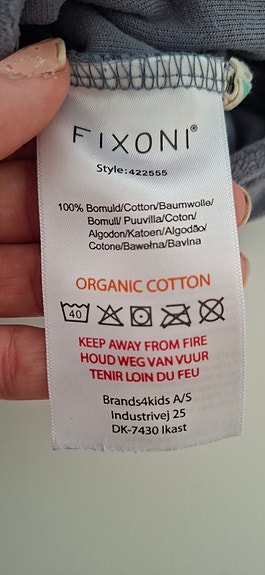 FIXONI®
Style:422555
100% Bomuld/Cotton/Baumwolle/
Bomull/ Puuvilla/Coton/
Algodon/Katoen/Algodão/
Cotone/Bawełna/Bavlna
ORGANIC COTTON
40
KEEP AWAY FROM FIRE
HOUD WEG VAN VUUR
TENIR LOIN DU FEU
Brands4kids A/S
Industrivej 25
DK-7430 Ikast